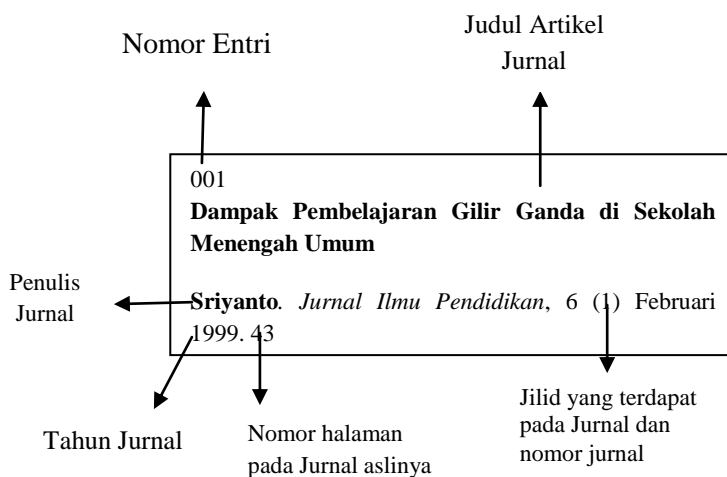 Nomor Entri
Judul Artikel
Jurnal
001
Dampak Pembelajaran Gilir Ganda di Sekolah
Menengah Umum
Penulis
Jurnal
Sriyanto. Jurnal Ilmu Pendidikan, 6 (1) Februari
1999. 43
Tahun Jurnal
Nomor halaman
pada Jurnal aslinya
Jilid yang terdapat
pada Jurnal dan
nomor jurnal